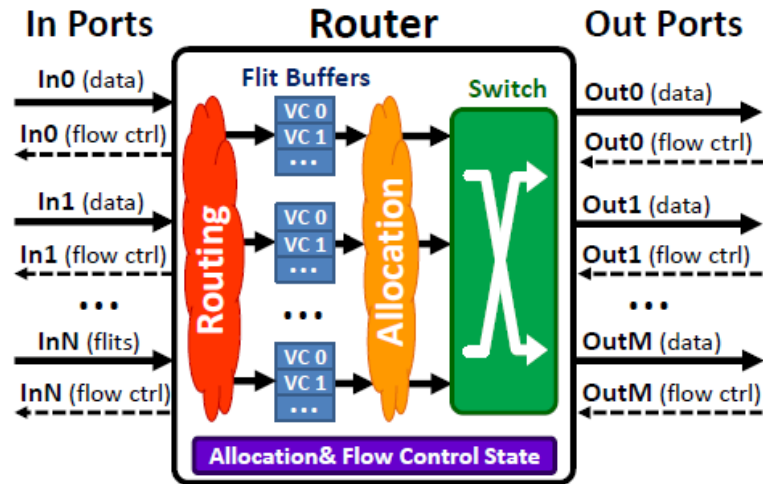 In Ports
Router
Out Ports
In0 (data)
In0 (flow ctrl)
In1 (data)
In1 (flow ctrl)
...
InN (flits)
InN (flow ctrl)
Routing
Flit Buffers
VC 0
VC 1
...
VC 0
VC 1
...
...
VC 0
VC 1
...
Allocation
Switch
Allocation& Flow Control State
Out0 (data)
Out0 (flow ctrl)
Out1 (data)
Out1 (flow ctrl)
...
OutM (data)
OutM (flow ctrl)